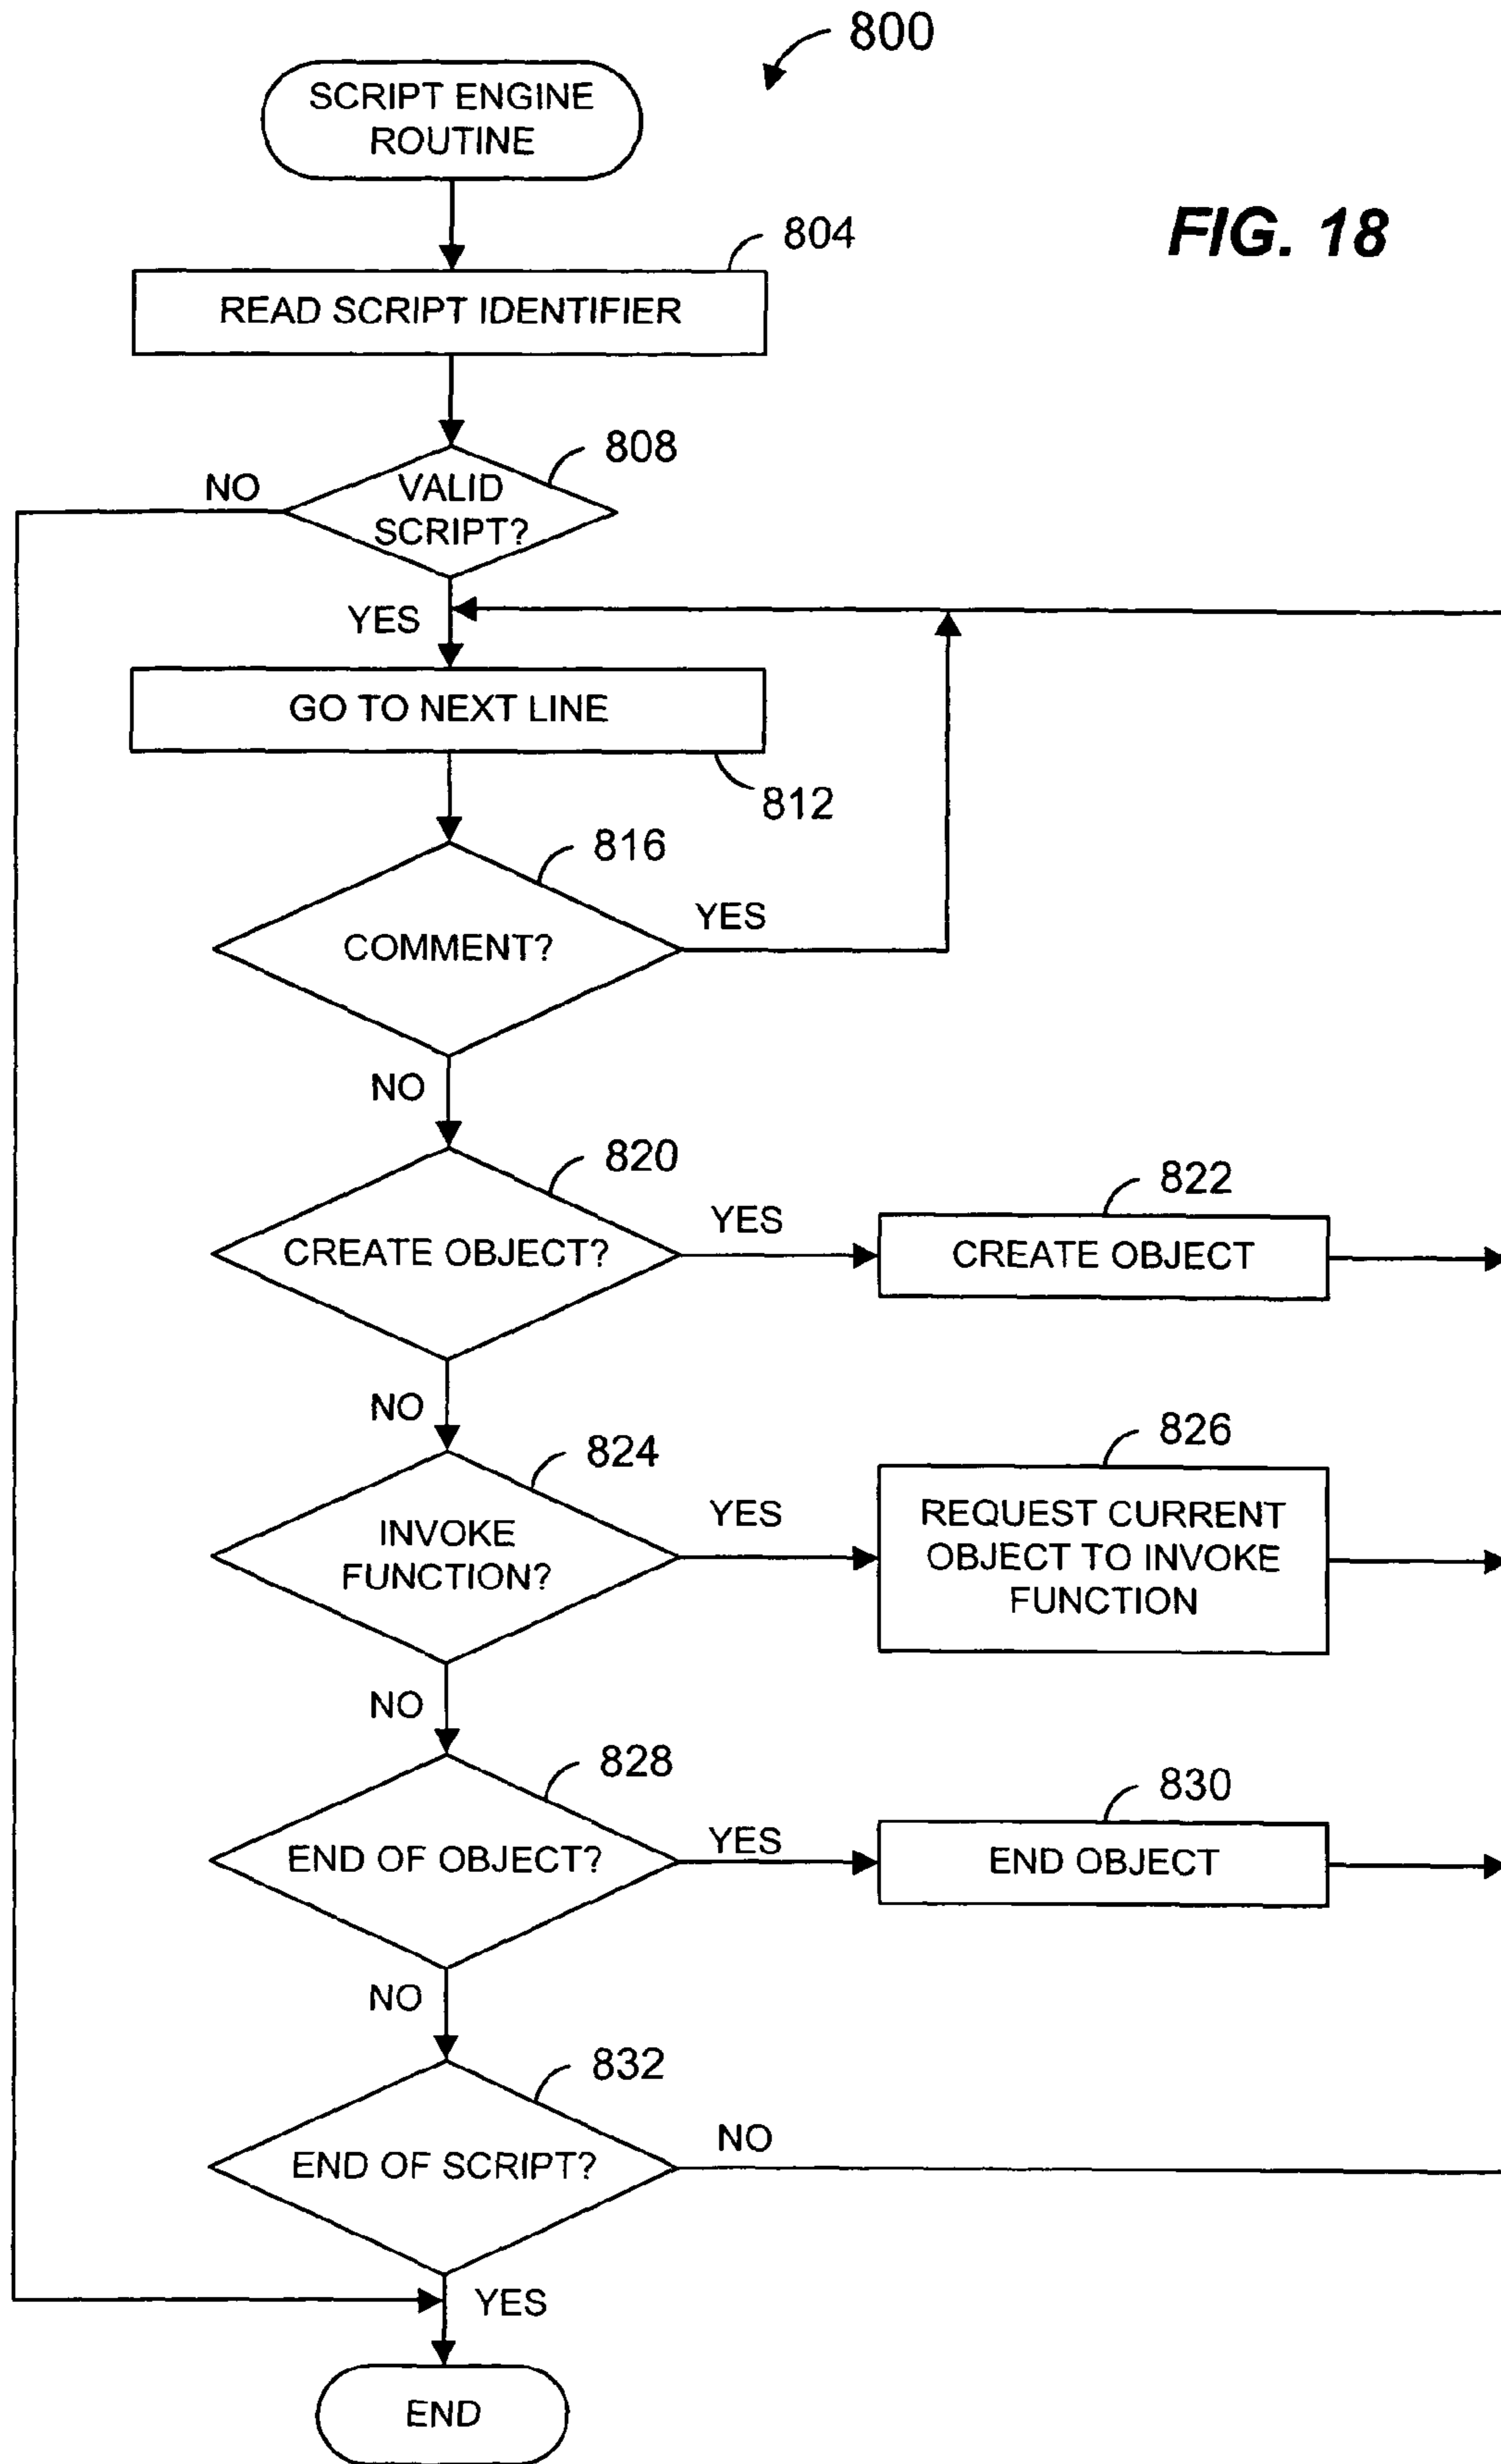 800
SCRIPT ENGINE
ROUTINE
FIG. 18
804
READ SCRIPT IDENTIFIER
808
NO
VALID
SCRIPT?
YES
GO TO NEXT LINE
812
816
COMMENT?
YES
NO
820
CREATE OBJECT?
YES
822
CREATE OBJECT
NO
824
INVOKE
FUNCTION?
YES
826
REQUEST CURRENT
OBJECT TO INVOKE
FUNCTION
NO
828
END OF OBJECT?
YES
830
END OBJECT
NO
832
END OF SCRIPT?
NO
YES
END